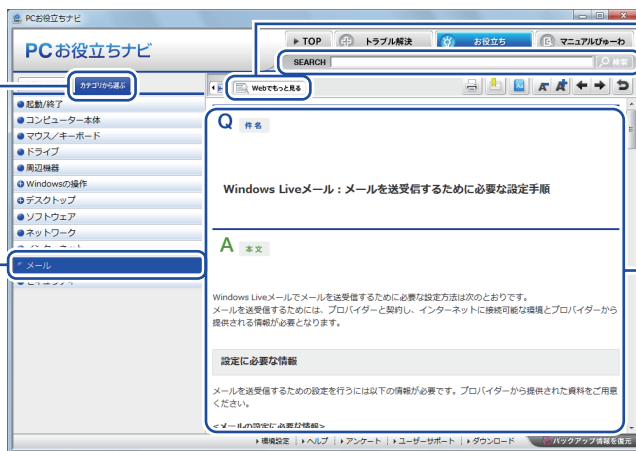 PCお役立ちナビ
PCお役立ちナビ
TOP
トラブル解決
お役立ち
マニュアルびゅーわ
SEARCH
検索
カテゴリから選ぶ
Webでもっと見る
起動/終了
コンピューター本体
マウス/キーボード
ドライブ
周辺機器
Windowsの操作
デスクトップ
ソフトウェア
ネットワーク
メール
Q 件名
Windows Liveメール：メールを送受信するために必要な設定手順
A 本文
Windows Liveメールでメールを送受信するために必要な設定方法は次のとおりです。
メールを送受信するためには、プロバイダーと契約し、インターネットに接続可能な環境とプロバイダーから
提供される情報が必要となります。
設定に必要な情報
メールを送受信するための設定を行うには以下の情報が必要です。プロバイダーから提供された資料をご用意
ください。
<メールの設定に必要な情報>
環境設定 ヘルプ アンケート ユーザーサポート ダウンロード バックアップ情報を復元